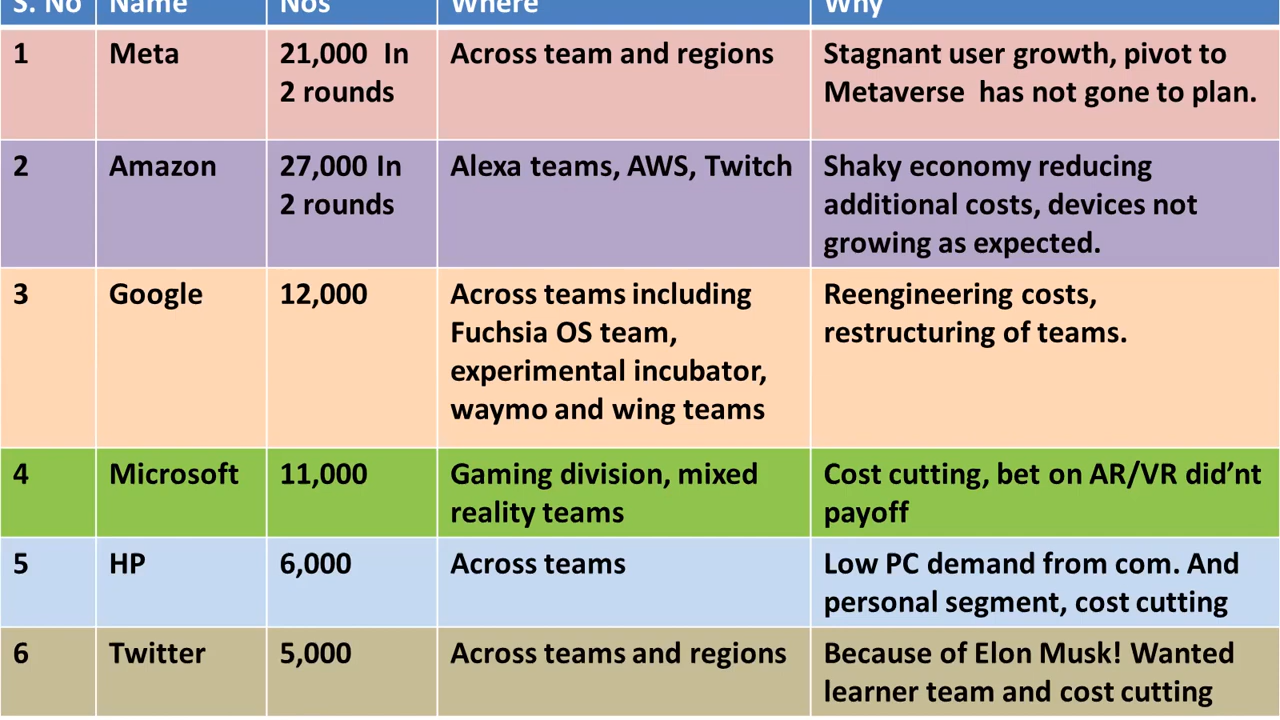 S. No Name Nos Where Why
1 Meta 21,000 In Across team and regions Stagnant user growth, pivot to
2 rounds Metaverse has not gone to plan.
2 Amazon 27,000 In Alexa teams, AWS, Twitch Shaky economy reducing
2 rounds additional costs, devices not
growing as expected.
3 Google 12,000 Across teams including Reengineering costs,
Fuchsia OS team, restructuring of teams.
experimental incubator,
waymo and wing teams
4 Microsoft 11,000 Gaming division, mixed Cost cutting, bet on AR/VR did’nt
reality teams payoff
5 HP 6,000 Across teams Low PC demand from com. And
personal segment, cost cutting
6 Twitter 5,000 Across teams and regions Because of Elon Musk! Wanted
learner team and cost cutting